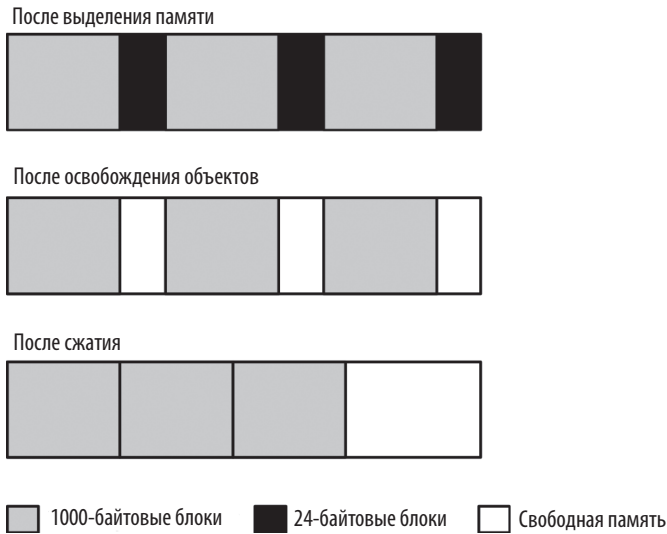 После выделения памяти
После освобождения объектов
После сжатия
1000-байтовые блоки
24-байтовые блоки
Свободная память